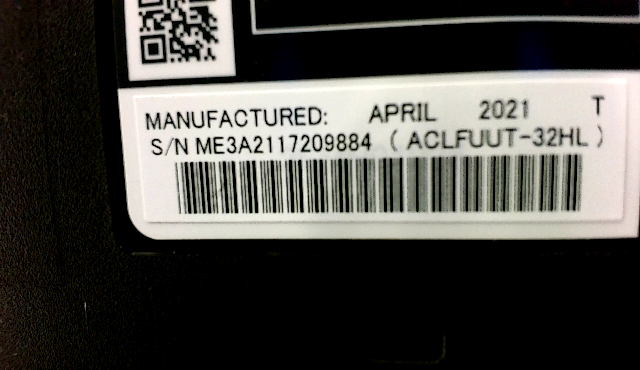 MANUFACTURED: APRIL 2021 T
S/N ME3A2117209884 ( ACLFUUT-32HL )